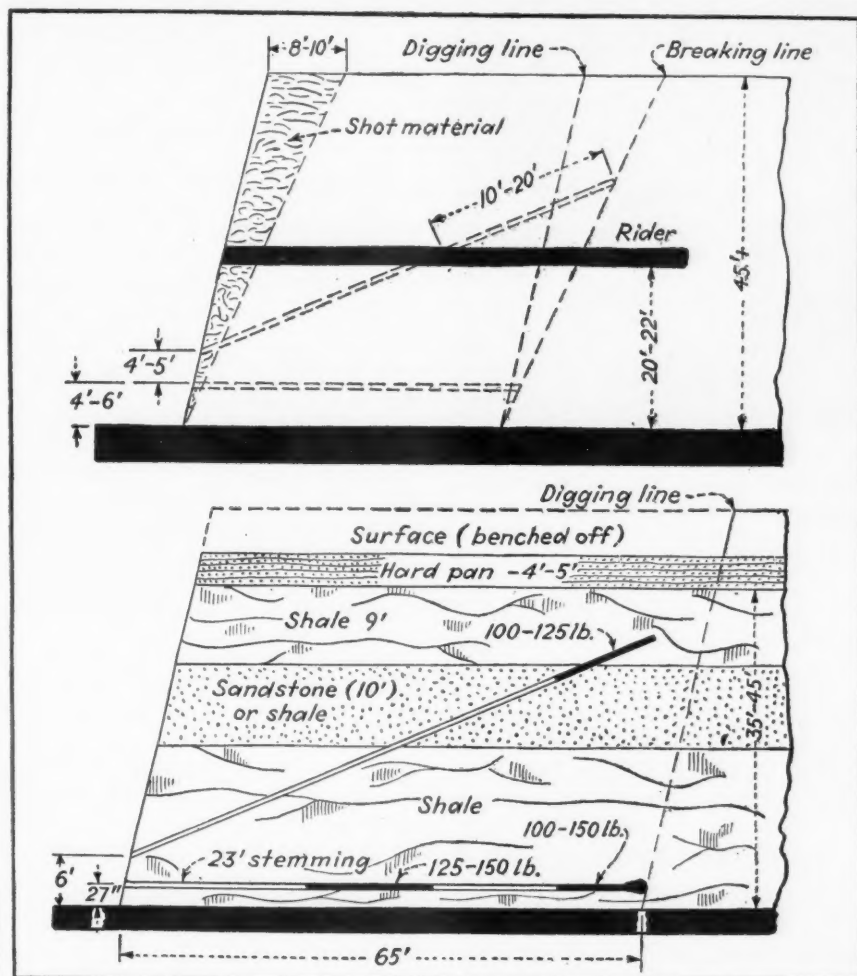 8'-10'
Digging line
Breaking line
Shot material
10'-20'
Rider
45'±
20'-22'
4'-5'
4'-6'
Digging line
Surface (benched off)
Hard pan -4'-5'
Shale 9'
100-125 lb.
Sandstone (10')
or shale
35'-45'
Shale
100-150 lb.
6'
23' stemming
125-150 lb.
27"
65'